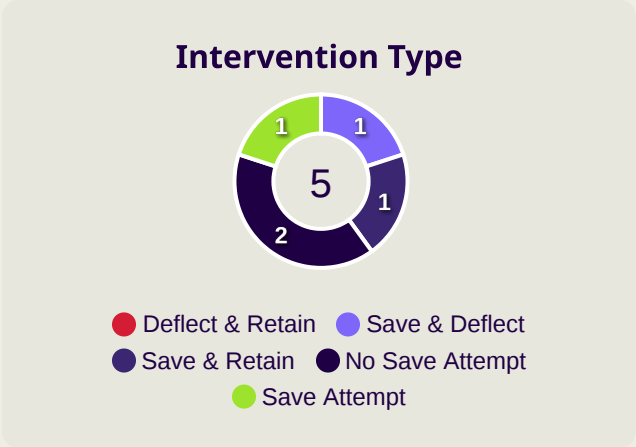 Intervention Type
1
1
5
1
2
Deflect & Retain
Save & Deflect
Save & Retain
No Save Attempt
Save Attempt